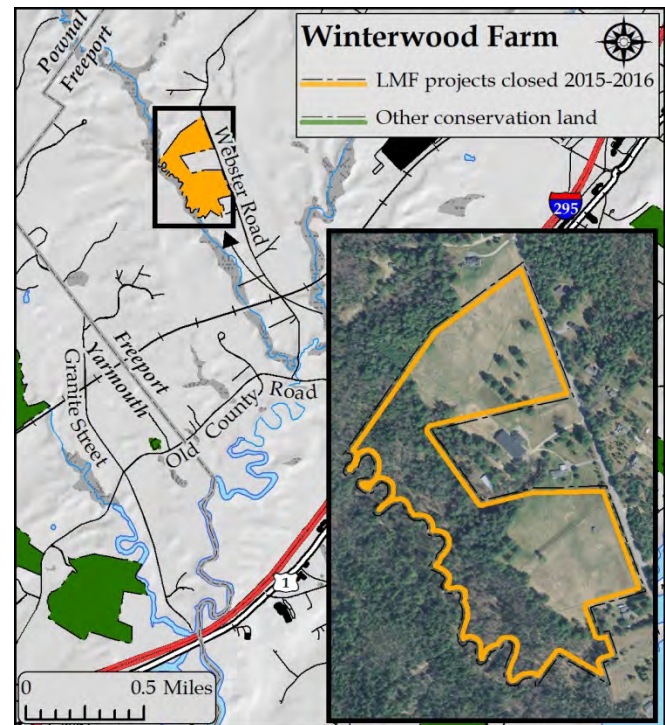 Winterwood Farm
LMF projects closed 2015-2016
Other conservation land
Pownal
Freeport
Webster Road
295
Freeport
Yarmouth
Granite Street
Old County Road
1
0 0.5 Miles